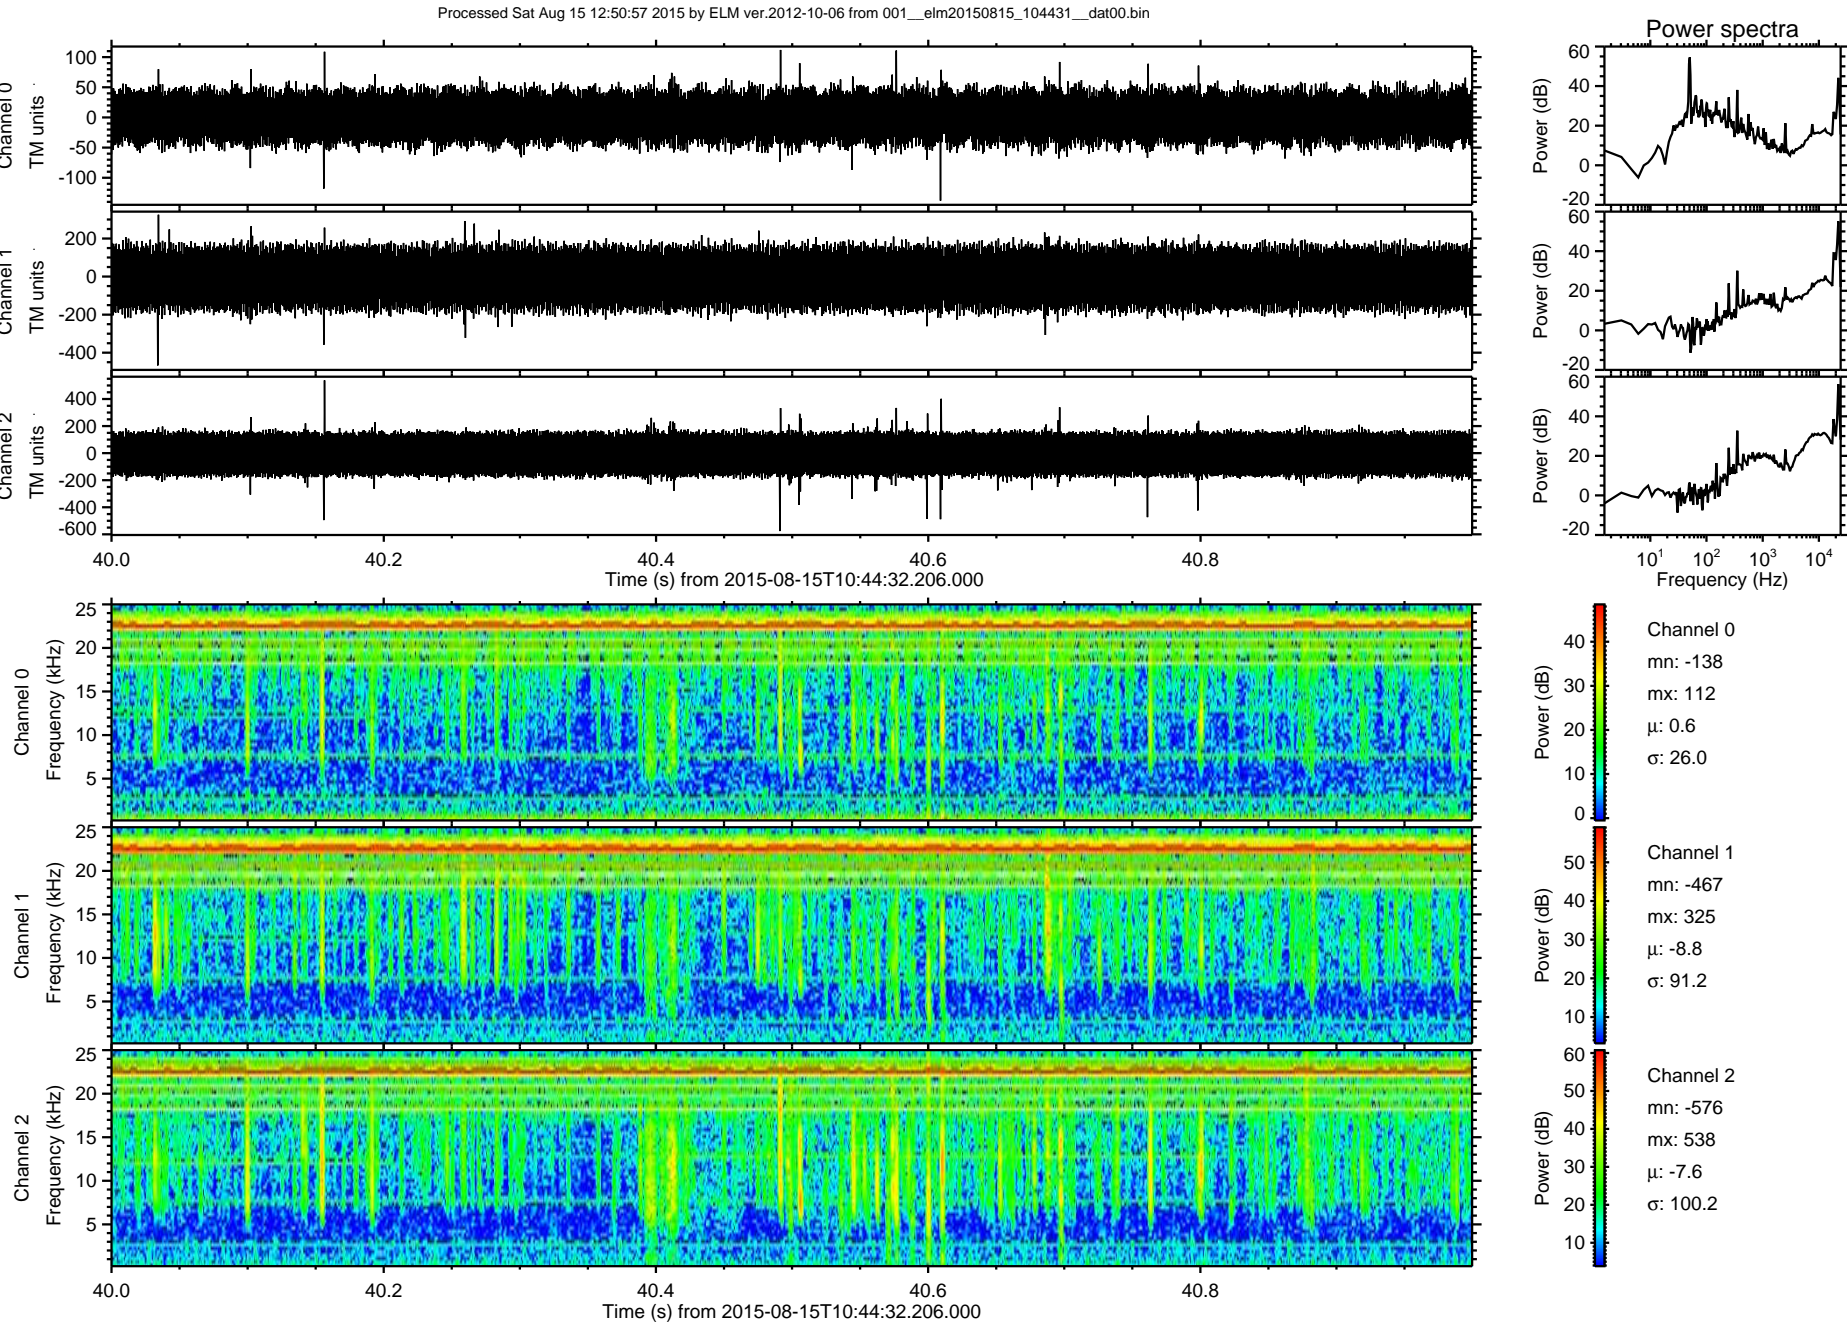 Processed Sat Aug 15 12:50:57 2015 by ELM ver.2012-10-06 from 001__elm20150815_104431__dat00.bin
Power spectra
Channel 0
TM units
100
50
0
-50
-100
Power (dB)
60
40
20
0
-20
Channel 1
TM units
200
0
-200
-400
Power (dB)
60
40
20
0
-20
Channel 2
TM units
400
200
0
-200
-400
-600
Power (dB)
60
40
20
0
-20
40.0 40.2 40.4 40.6 40.8
Time (s) from 2015-08-15T10:44:32.206.000
10¹ 10² 10³ 10⁴
Frequency (Hz)
Channel 0
Frequency (kHz)
25
20
15
10
5
Power (dB)
40
30
20
10
0
Channel 0
mn: -138
mx: 112
μ: 0.6
σ: 26.0
Channel 1
Frequency (kHz)
25
20
15
10
5
Power (dB)
50
40
30
20
10
Channel 1
mn: -467
mx: 325
μ: -8.8
σ: 91.2
Channel 2
Frequency (kHz)
25
20
15
10
5
Power (dB)
60
50
40
30
20
10
Channel 2
mn: -576
mx: 538
μ: -7.6
σ: 100.2
40.0 40.2 40.4 40.6 40.8
Time (s) from 2015-08-15T10:44:32.206.000